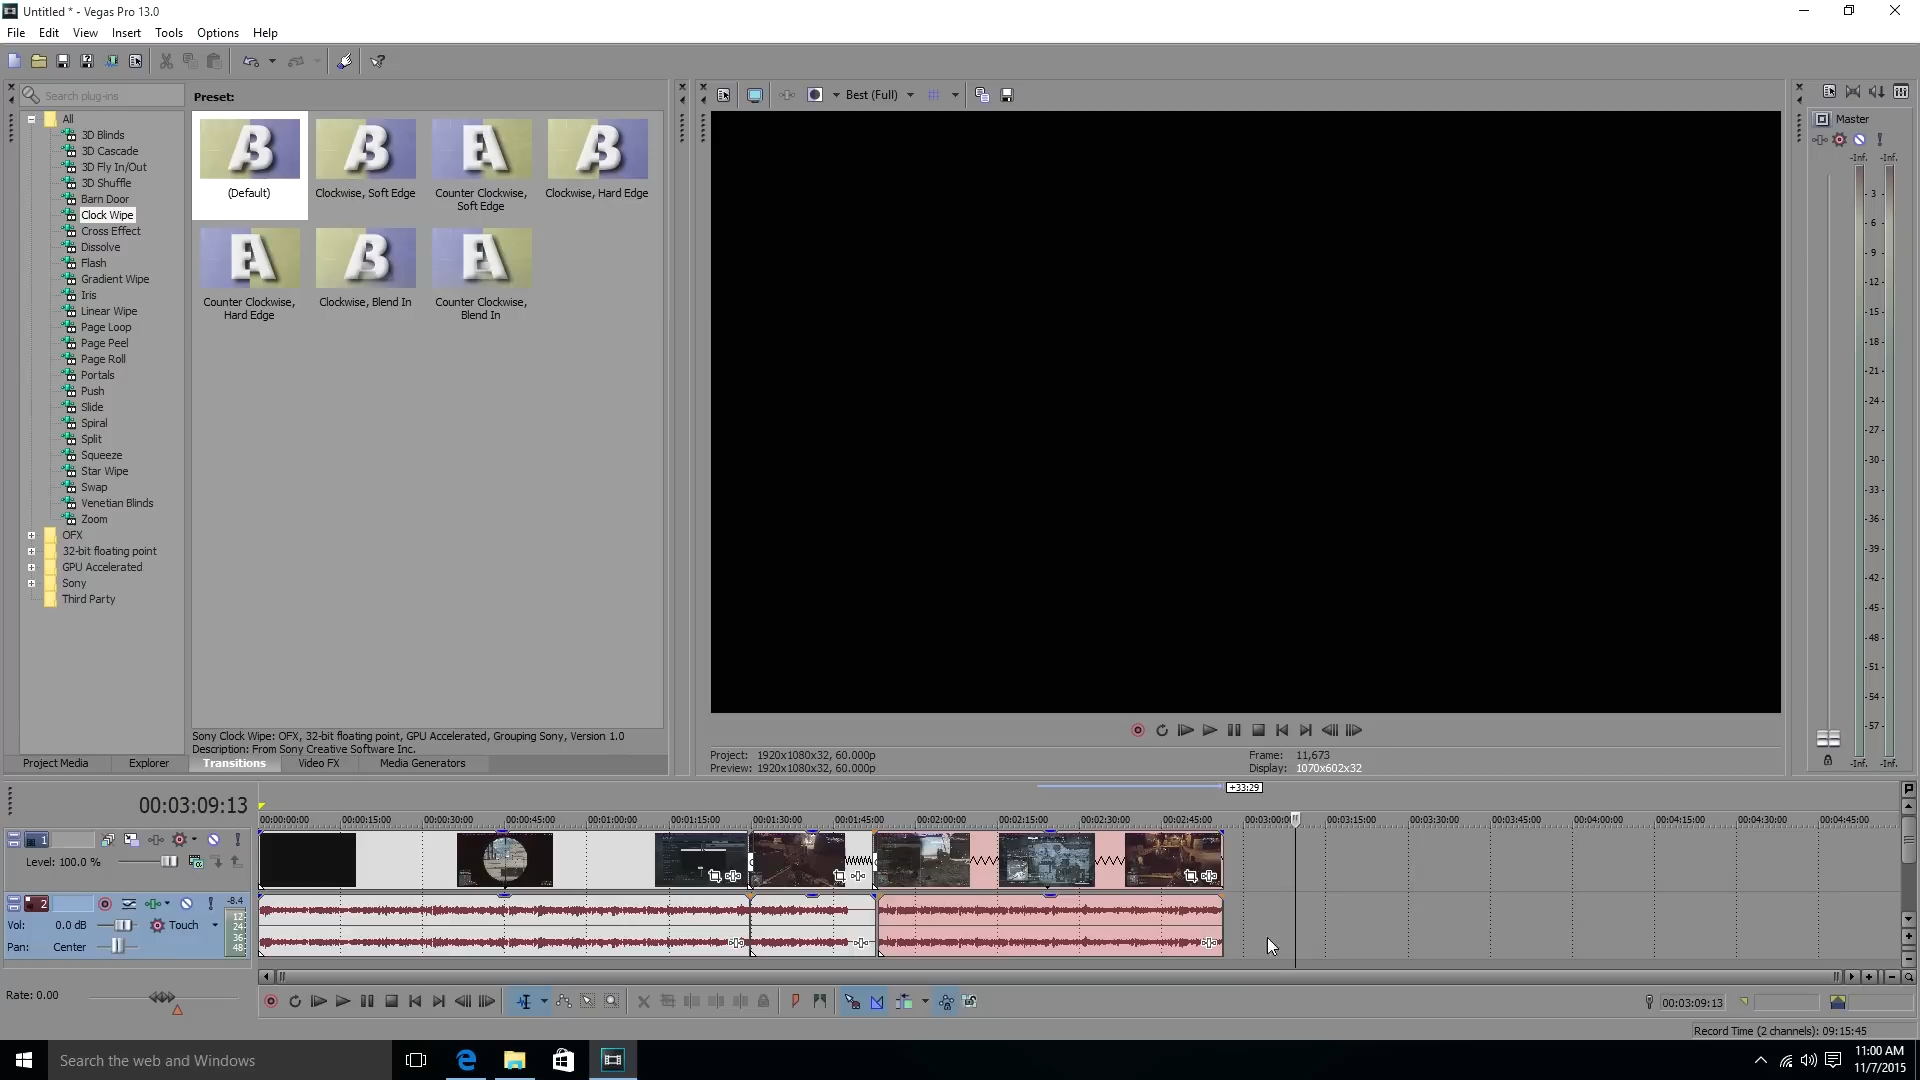 Untitled * - Vegas Pro 13.0
File Edit View Insert Tools Options Help
Search plug-ins
All
3D Blinds
3D Cascade
3D Fly In/Out
3D Shuffle
Barn Door
Clock Wipe
Cross Effect
Dissolve
Flash
Gradient Wipe
Iris
Linear Wipe
Page Loop
Page Peel
Page Roll
Portals
Push
Slide
Spiral
Split
Squeeze
Star Wipe
Swap
Venetian Blinds
Zoom
OFX
32-bit floating point
GPU Accelerated
Sony
Third Party
Preset:
(Default)
Clockwise, Soft Edge
Counter Clockwise,
Soft Edge
Clockwise, Hard Edge
Counter Clockwise,
Hard Edge
Clockwise, Blend In
Counter Clockwise,
Blend In
Sony Clock Wipe: OFX, 32-bit floating point, GPU Accelerated, Grouping Sony, Version 1.0
Description: From Sony Creative Software Inc.
Project Media Explorer Transitions Video FX Media Generators
Best (Full)
Project: 1920x1080x32, 60.000p
Preview: 1920x1080x32, 60.000p
Frame: 11,673
Display: 1070x602x32
Master
-Inf. -Inf.
- 3 -
- 6 -
- 9 -
-12-
-15-
-18-
-21-
-24-
-27-
-30-
-33-
-36-
-39-
-42-
-45-
-48-
-51-
-54-
-57-
-Inf. -Inf.
+33:29
00:03:09:13
00:00:00:00 00:00:15:00 00:00:30:00 00:00:45:00 00:01:00:00 00:01:15:00 00:01:30:00 00:01:45:00 00:02:00:00 00:02:15:00 00:02:30:00 00:02:45:00 00:03:00:00 00:03:15:00 00:03:30:00 00:03:45:00 00:04:00:00 00:04:15:00 00:04:30:00 00:04:45:00
1
Level: 100.0 %
2
-8.4
Vol: 0.0 dB Touch
Pan: Center
12
24
36
48
Rate: 0.00
00:03:09:13
Record Time (2 channels): 09:15:45
Search the web and Windows
11:00 AM
11/7/2015